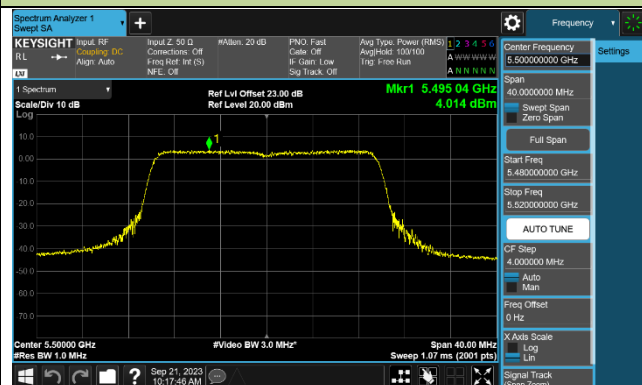 Spectrum Analyzer 1
Swept SA
Frequency
KEYSIGHT
Input: RF
Input Z: 50 Ω
#Atten: 20 dB
PNO: Fast
Avg Type: Power (RMS)
1 2 3 4 5 6
RL
Coupling: DC
Corrections: Off
Gate: Off
Avg|Hold: 100/100
A W W W W W
Align: Auto
Freq Ref: Int (S)
IF Gain: Low
Trig: Free Run
NFE: Off
Sig Track: Off
A N N N N N
LXI
1 Spectrum
Ref Lvl Offset 23.00 dB
Mkr1 5.495 04 GHz
Scale/Div 10 dB
Ref Level 20.00 dBm
4.014 dBm
Log
1
10.0
0.00
-10.0
-20.0
-30.0
-40.0
-50.0
-60.0
-70.0
Center 5.50000 GHz
#Video BW 3.0 MHz*
Span 40.00 MHz
#Res BW 1.0 MHz
Sweep 1.07 ms (2001 pts)
Sep 21, 2023
10:17:46 AM
Center Frequency
5.500000000 GHz
Settings
Span
40.0000000 MHz
Swept Span
Zero Span
Full Span
Start Freq
5.480000000 GHz
Stop Freq
5.520000000 GHz
AUTO TUNE
CF Step
4.000000 MHz
Auto
Man
Freq Offset
0 Hz
X Axis Scale
Log
Lin
Signal Track
(Span Zoom)